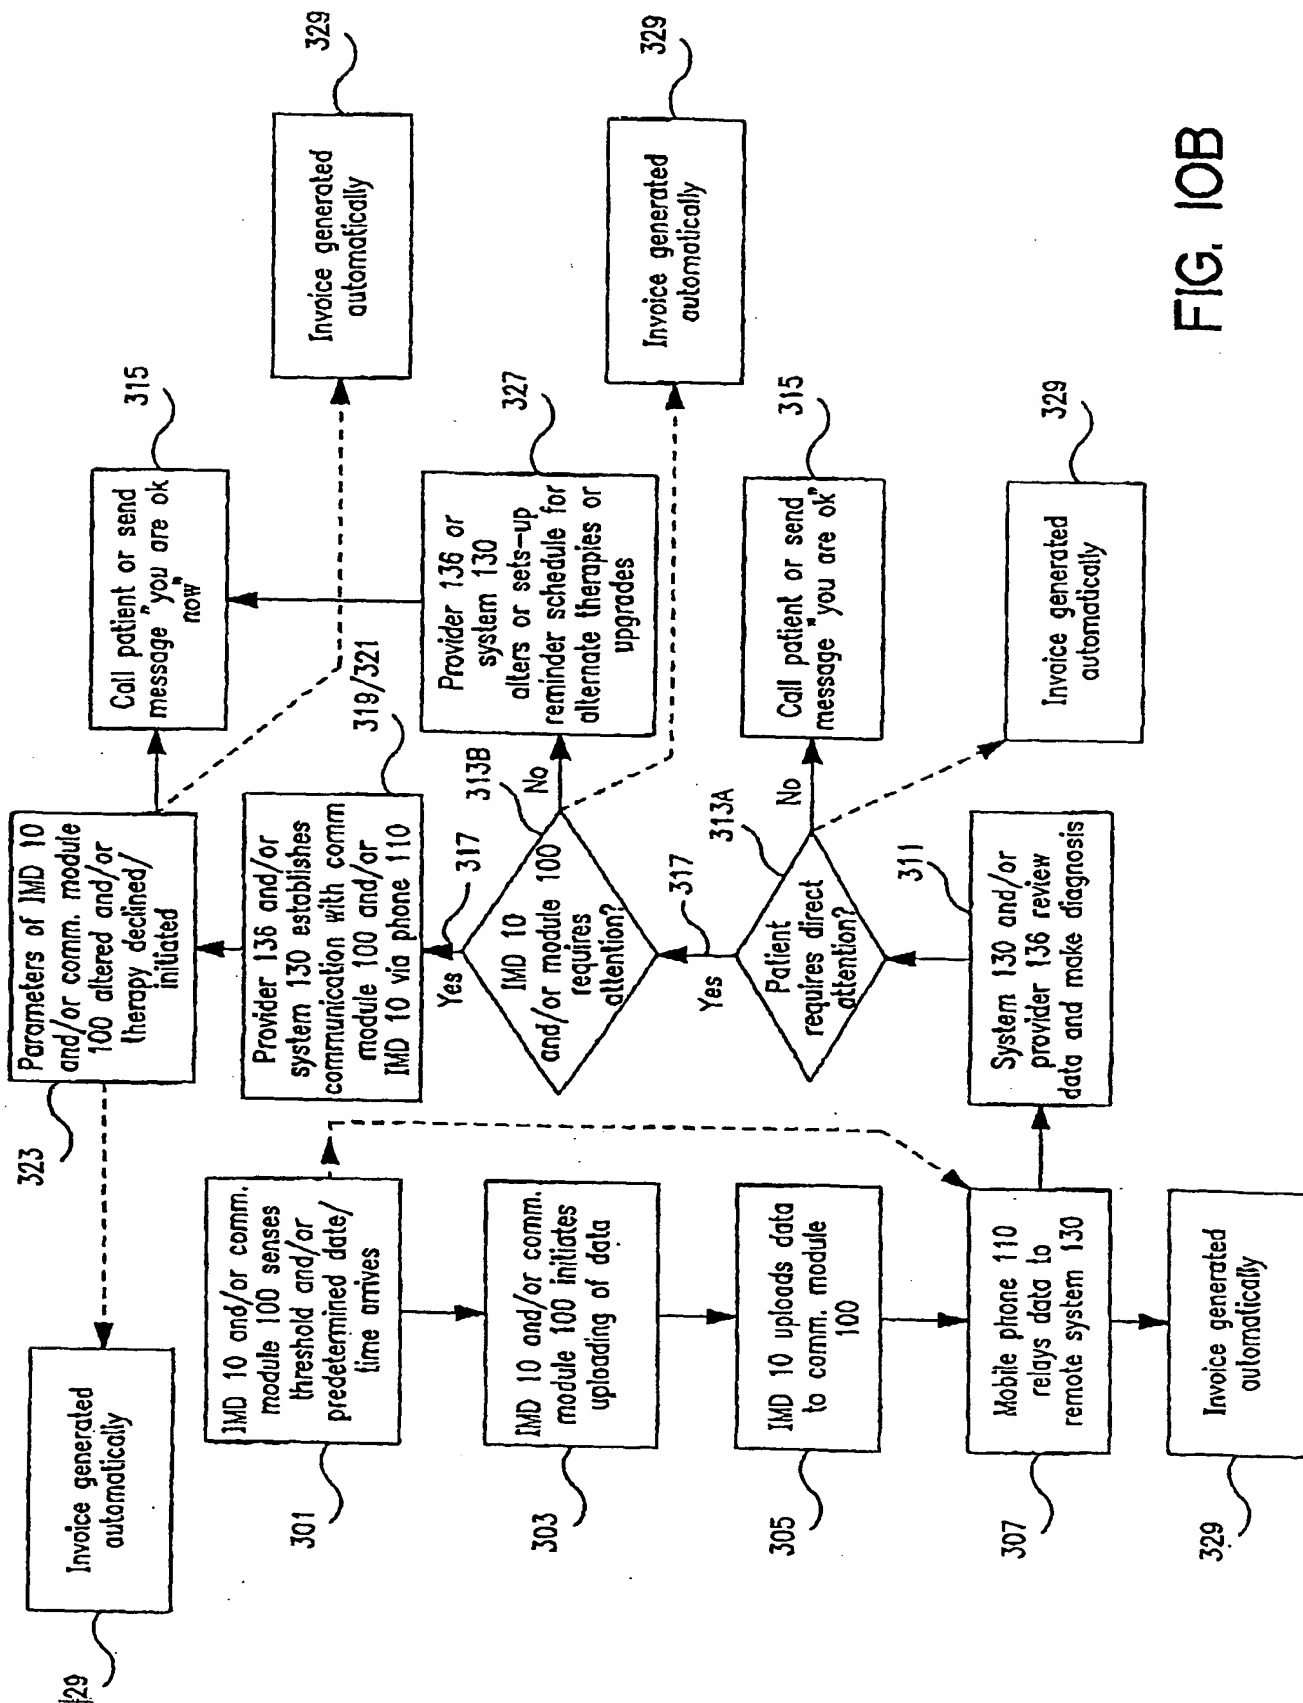 301
IMD 10 and/or comm.
module 100 senses
threshold and/or
predetermined date/
time arrives
303
IMD 10 and/or comm.
module 100 initiates
uploading of data
305
IMD 10 uploads data
to comm. module
100
307
Mobile phone 110
relays data to
remote system 130
329
Invoice generated
automatically
311
System 130 and/or
provider 136 review
data and make diagnosis
313A
Patient
requires direct
attention?
No
315
Call patient or send
message "you are ok"
329
Invoice generated
automatically
Yes
317
313B
IMD 10
and/or module 100
requires
attention?
No
327
Provider 136 or
system 130
alters or sets-up
reminder schedule for
alternate therapies or
upgrades
329
Invoice generated
automatically
Yes
317
319/321
Provider 136 and/or
system 130 establishes
communication with comm
module 100 and/or
IMD 10 via phone 110
323
Parameters of IMD 10
and/or comm. module
100 altered and/or
therapy declined/
initiated
315
Call patient or send
message "you are ok
now"
329
Invoice generated
automatically
Invoice generated
automatically
FIG. 10B